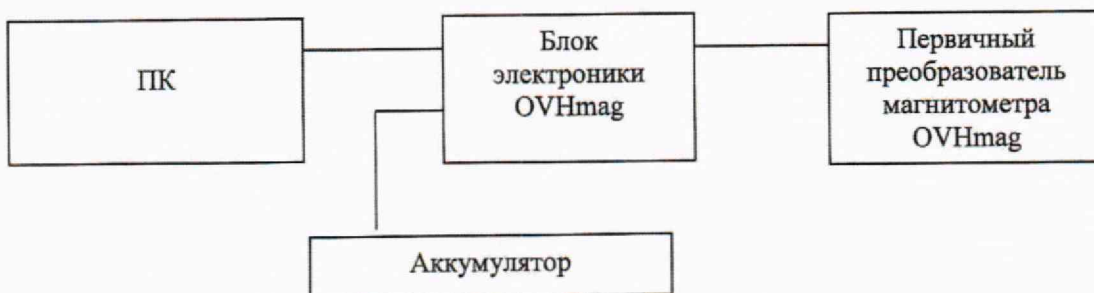 ПК
Блок
электроники
OVHmag
Первичный
преобразователь
магнитометра
OVHmag
Аккумулятор